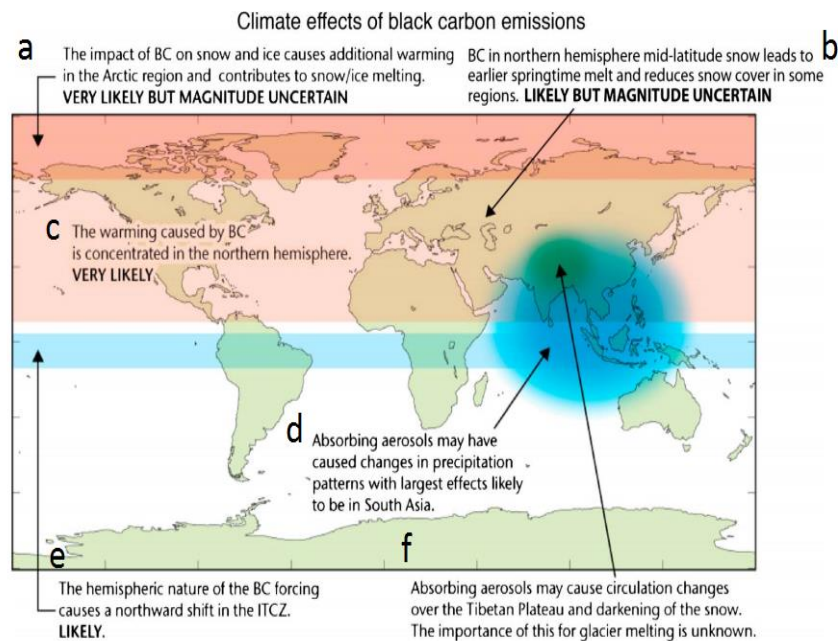 Climate effects of black carbon emissions
a
The impact of BC on snow and ice causes additional warming
in the Arctic region and contributes to snow/ice melting.
VERY LIKELY BUT MAGNITUDE UNCERTAIN
b
BC in northern hemisphere mid-latitude snow leads to
earlier springtime melt and reduces snow cover in some
regions. LIKELY BUT MAGNITUDE UNCERTAIN
c
The warming caused by BC
is concentrated in the northern hemisphere.
VERY LIKELY
d
Absorbing aerosols may have
caused changes in precipitation
patterns with largest effects likely
to be in South Asia.
e
The hemispheric nature of the BC forcing
causes a northward shift in the ITCZ.
LIKELY.
f
Absorbing aerosols may cause circulation changes
over the Tibetan Plateau and darkening of the snow.
The importance of this for glacier melting is unknown.